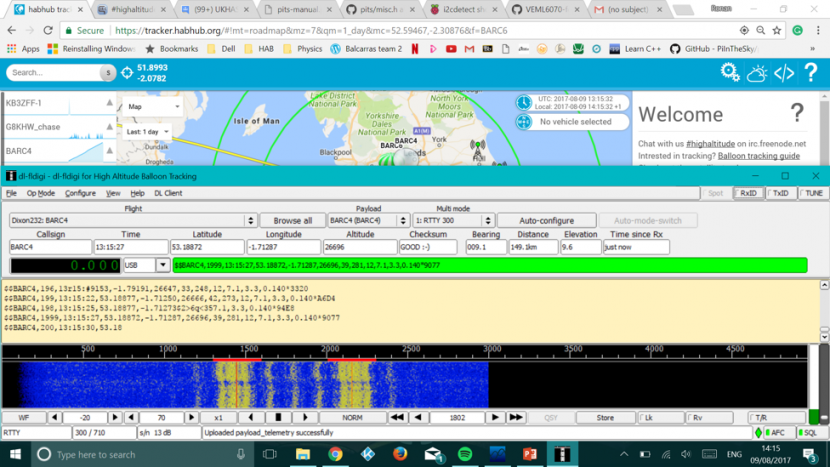 habhub tracker
#highaltitude
(99+) UKHA
pits-manual
pits/misc.h
i2cdetect sh
VEML6070
(no subject)
Secure https://tracker.habhub.org/#!mt=roadmap&mz=7&qm=1_day&mc=52.59467,-2.30876&f=BARC6
Apps Reinstalling Window Bookmarks Dell HAB Physics Balcarras team 2 Learn C++ GitHub - PiInTheSky
Search... s 51.8993
-2.0782
KB3ZFF-1
G8KHW_chase
BARC4
Map
Last: 1 day
Lake District
National Park
Isle of Man
Yorkshire
Dales
National Park
North York
Moors
National Park
A1(M)
BARC4
York
Blackpool
Hull
Dundalk
Drogheda
UTC: 2017-08-09 13:15:32
Local: 2017-08-09 14:15:32 +1
No vehicle selected
Welcome ?
Chat with us #highaltitude on irc.freenode.net
Intrested in tracking? Balloon tracking guide
dl-fldigi - dl-fldigi for High Altitude Balloon Tracking
File Op Mode Configure View Help DL Client Spot RxID TxID TUNE
Flight Payload Multi mode
Dixon232: BARC4 Browse all BARC4 (BARC4) 1: RTTY 300 Auto-configure Auto-mode-switch
Callsign Time Latitude Longitude Altitude Checksum Bearing Distance Elevation Time since Rx
BARC4 13:15:27 53.18872 -1.71287 26696 GOOD :-) 009.1 149.1km 9.6 just now
0.000 USB $$BARC4,1999,13:15:27,53.18872,-1.71287,26696,39,281,12,7.1,3.3,0.140*9077
$$BARC4,196,13r15:#9153,-1.79191,26647,33,248,12,7.1,3.3,0.140*3320
$$BARC4,199,13:15:22,53.18877,-1.71250,26666,42,273,12,7.1,3.3,0.140*A6D4
$$BARC4,198,13:15:25,53.18877,-1.71273$2>6q<357.1,3.3,0.140*94E8
$$BARC4,1999,13:15:27,53.18872,-1.71287,26696,39,281,12,7.1,3.3,0.140*9077
$$BARC4,200,13:15:30,53.18
500 1000 1500 2000 2500 3000 3500 4000 4500
WF -20 70 x1 NORM 1802 QSY Store Lk Rv T/R
RTTY 300 / 710 s/n 13 dB Uploaded payload_telemetry successfully AFC SQL
Type here to search ENG 14:15
09/08/2017